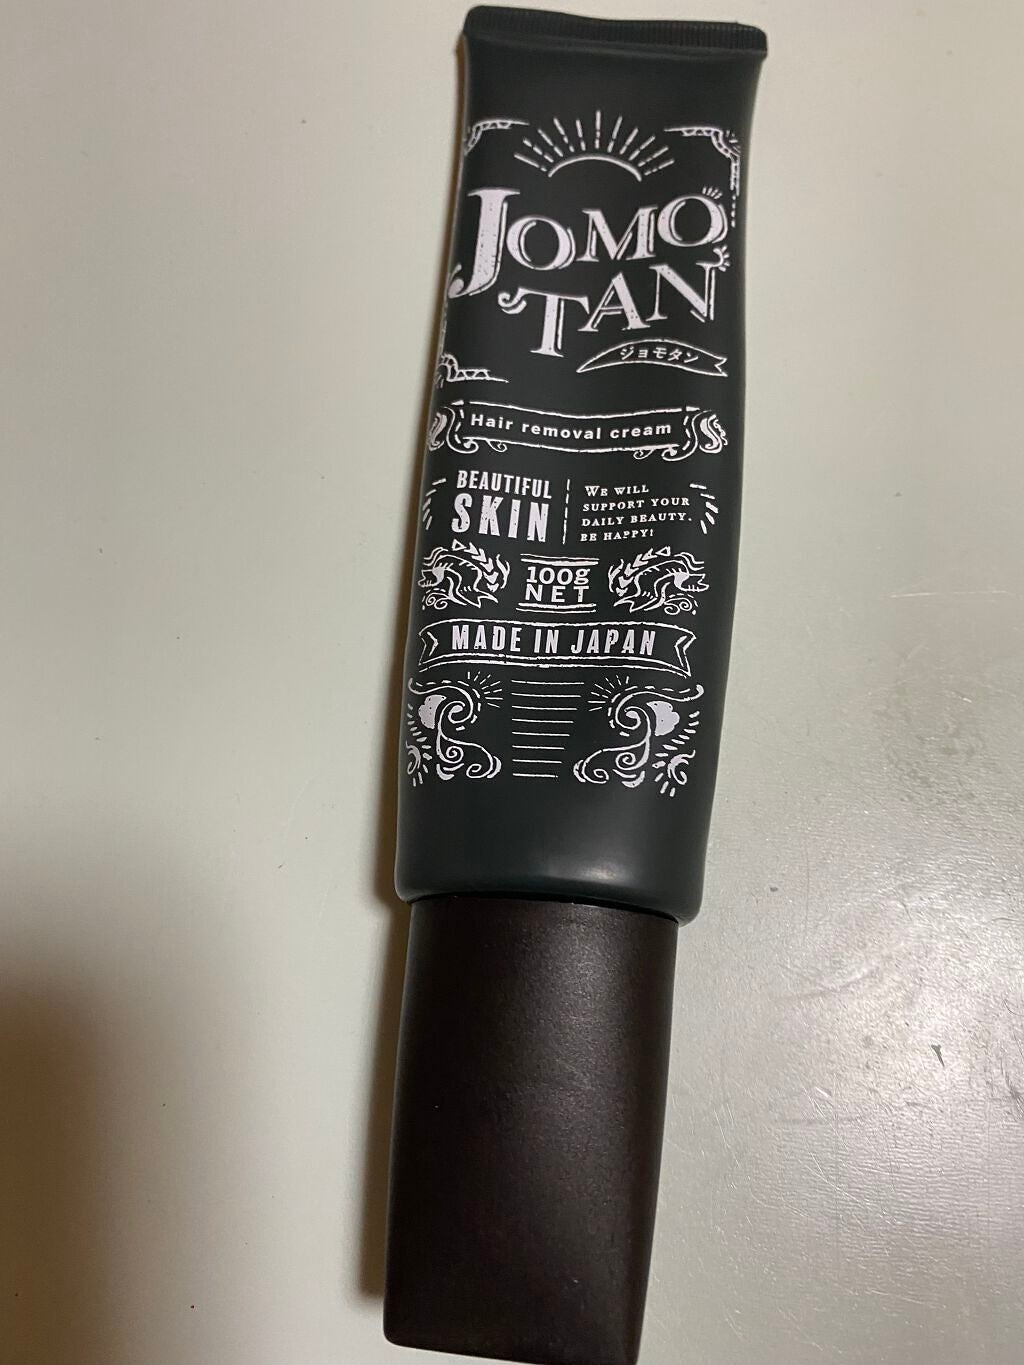 JOMO
TAN
ジョモタン
Hair removal cream
BEAUTIFUL
SKIN
WE WILL
SUPPORT YOUR
DAILY BEAUTY.
BE HAPPY!
100g
NET
MADE IN JAPAN